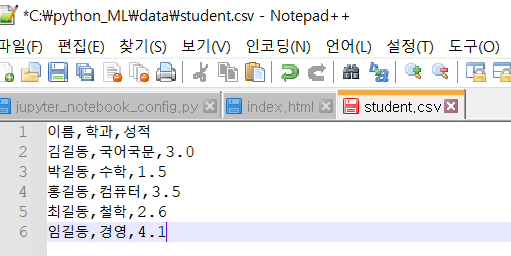 *C:₩python_ML₩data₩student.csv - Notepad++
파일(F) 편집(E) 찾기(S) 보기(V) 인코딩(N) 언어(L) 설정(T) 도구(O)
jupyter_notebook_config.py index.html student.csv
1 이름,학과,성적
2 김길동,국어국문,3.0
3 박길동,수학,1.5
4 홍길동,컴퓨터,3.5
5 최길동,철학,2.6
6 임길동,경영,4.1